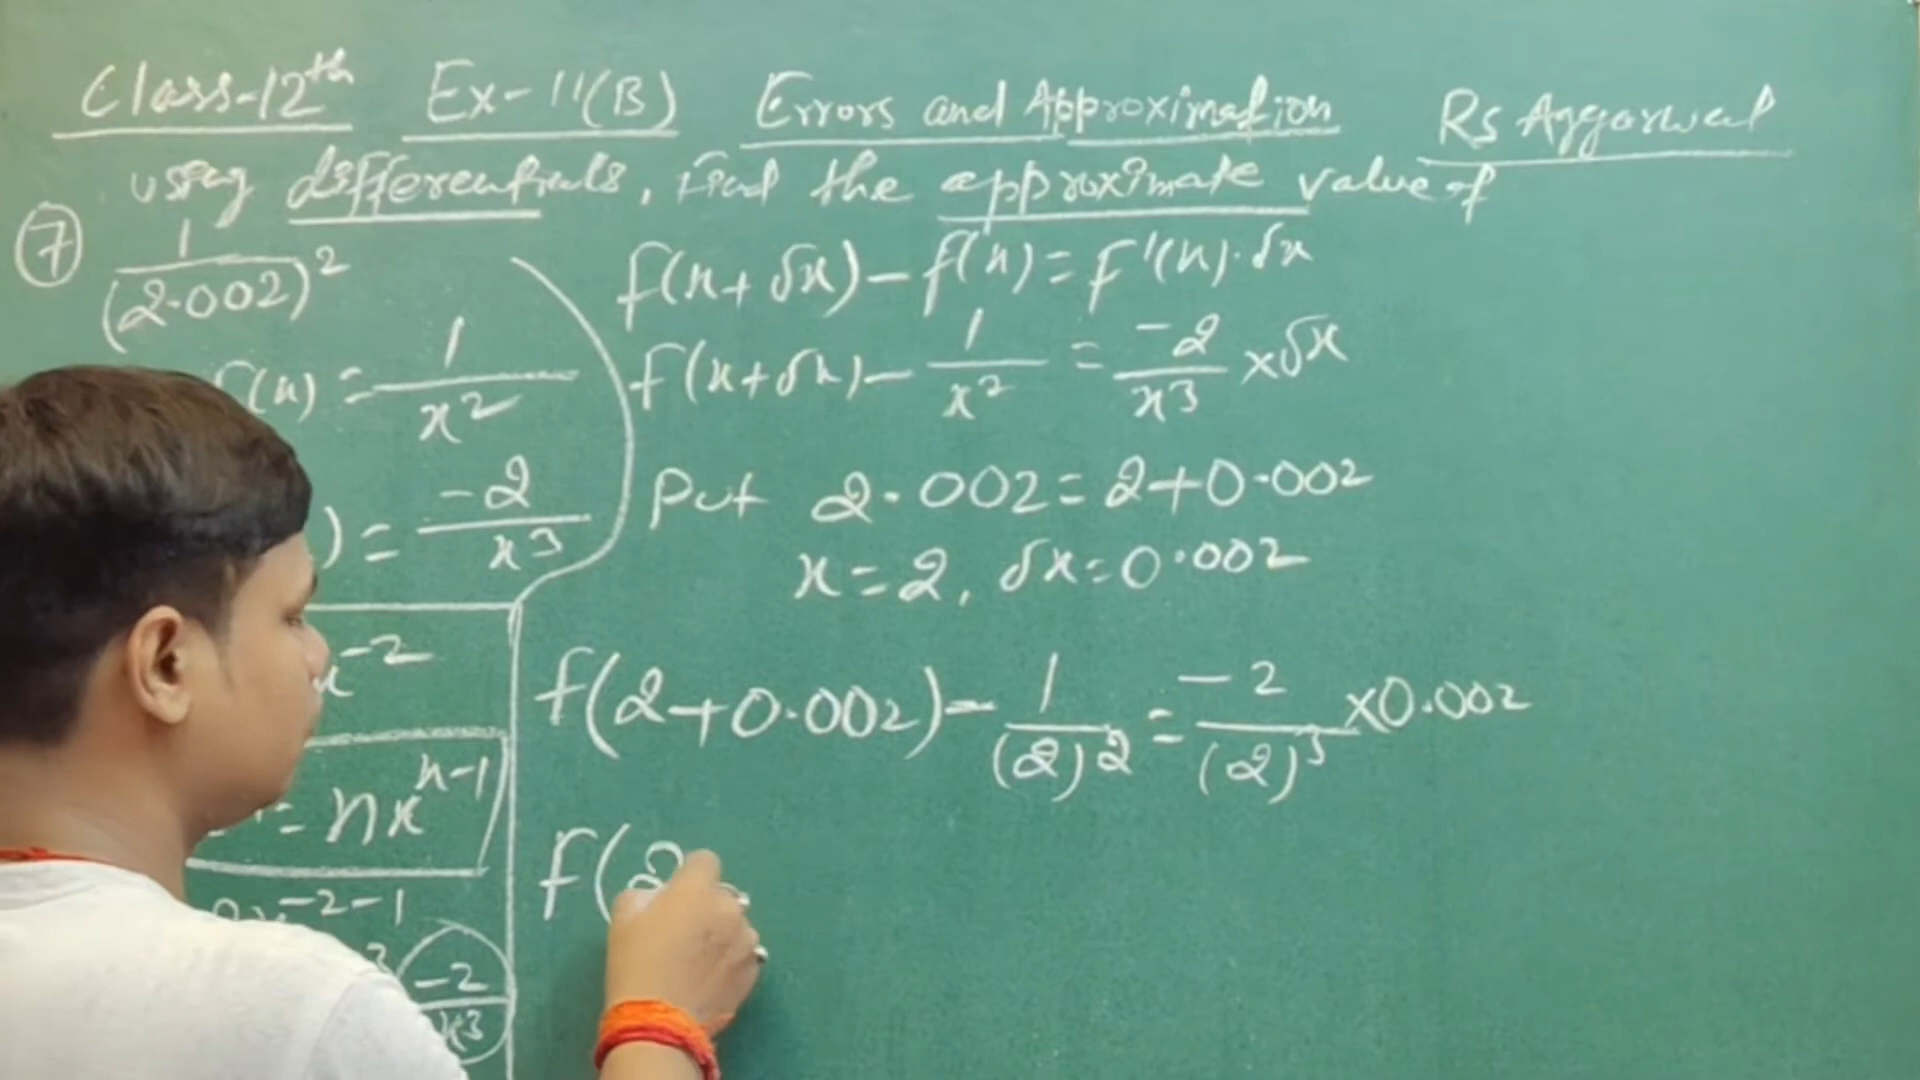 Class-12th Ex-11(B) Errors and Approximation Rs Aggarwal
using differentials, Find the approximate value of
7 1/(2.002)²
f(x) = 1/x²
) = -2/x³
x⁻²
= nxⁿ⁻¹
x⁻²⁻¹
-2/x³
f(x+δx) - f(x) = f'(x).δx
f(x+δx) - 1/x² = -2/x³ ×δx
Put 2.002 = 2+0.002
x = 2, δx = 0.002
f(2+0.002) - 1/(2)² = -2/(2)³ ×0.002
f(2